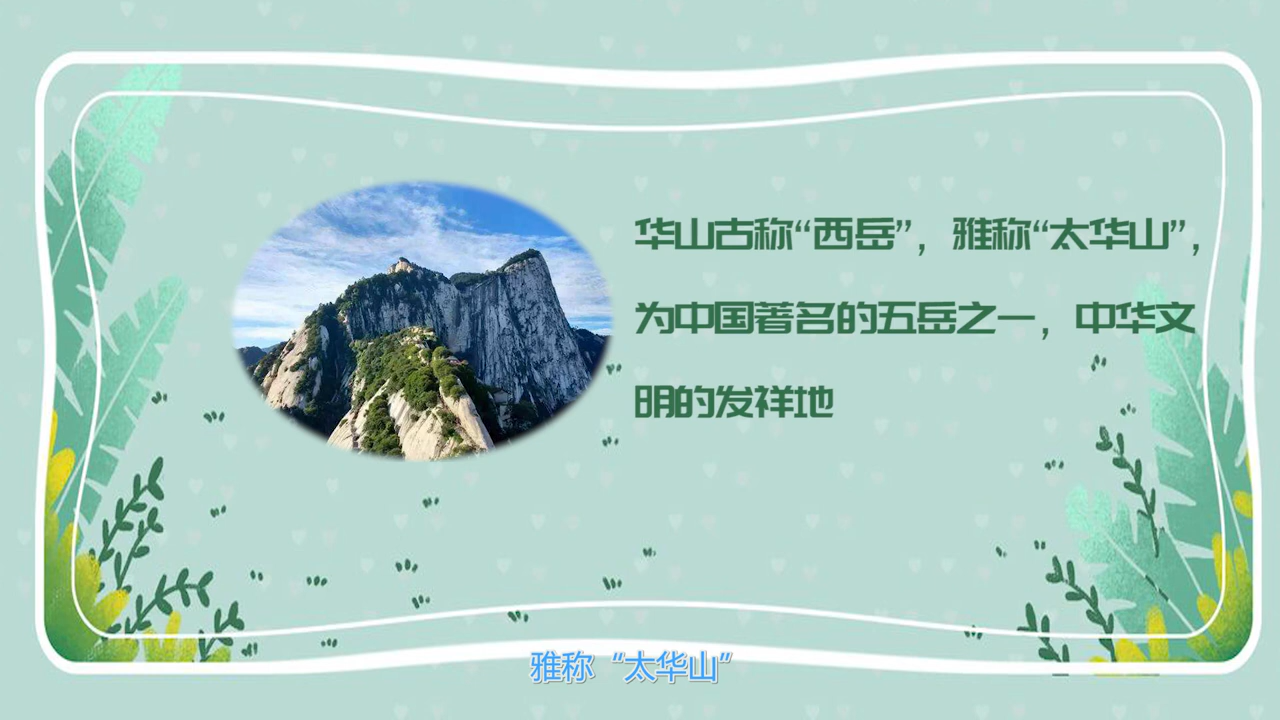 华山古称“西岳”，雅称“太华山”，
为中国著名的五岳之一，中华文
明的发祥地
雅称“太华山”